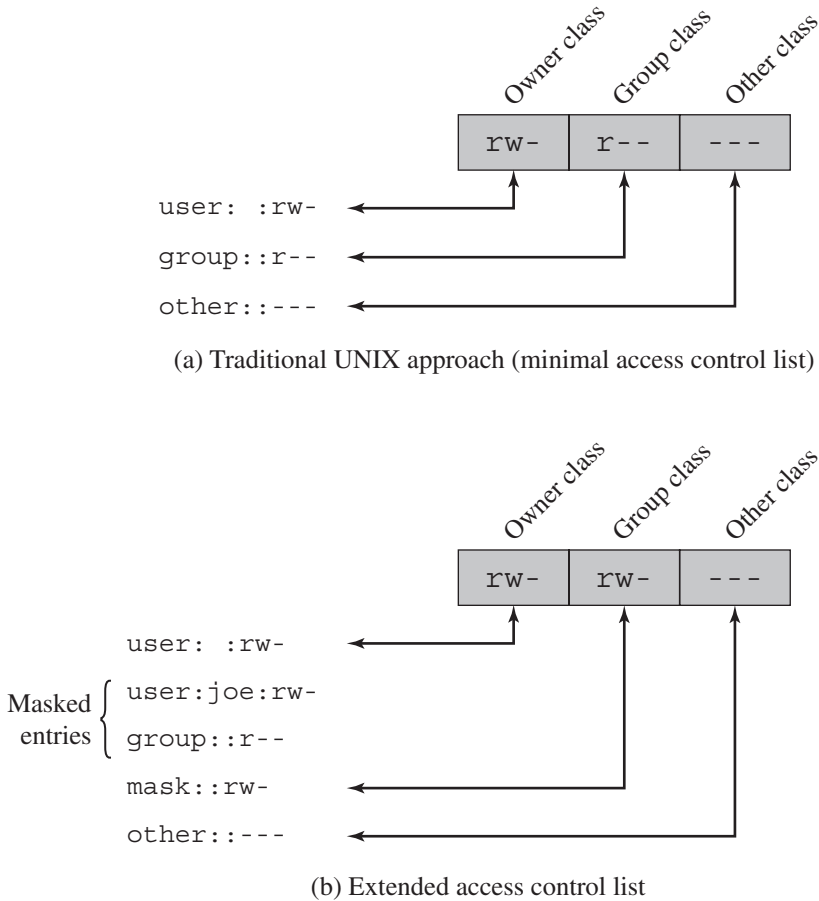 Owner class
Group class
Other class
rw- r-- ---
user: :rw-
group::r--
other::---
(a) Traditional UNIX approach (minimal access control list)
Owner class
Group class
Other class
rw- rw- ---
user: :rw-
Masked
entries
user:joe:rw-
group::r--
mask::rw-
other::---
(b) Extended access control list